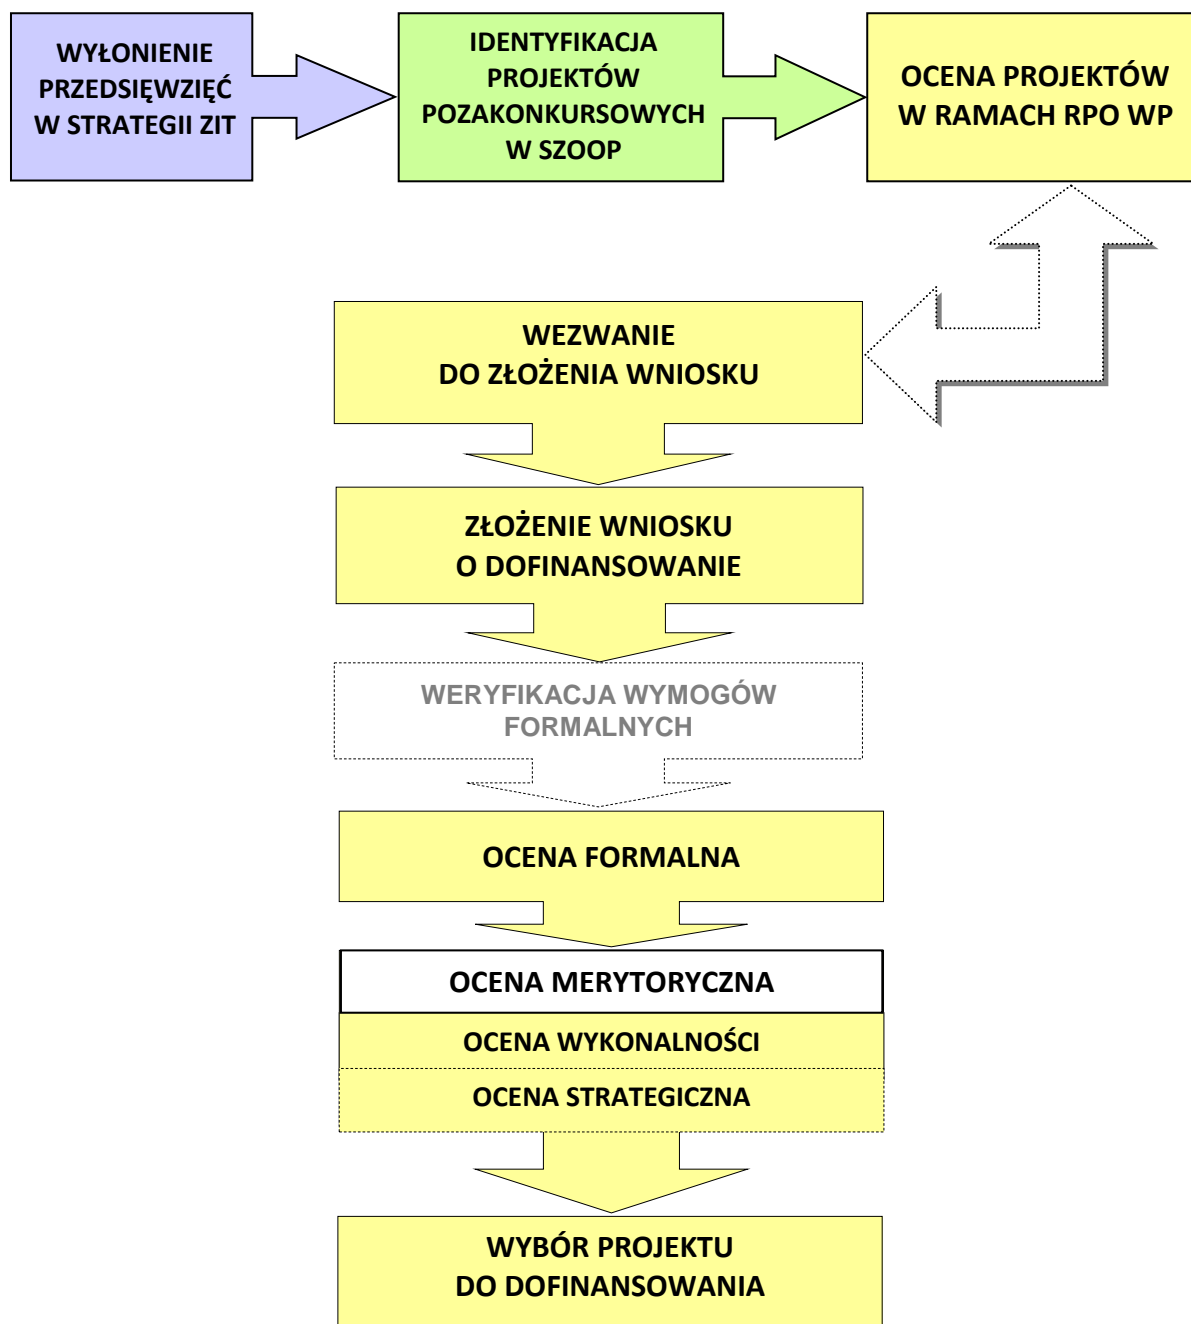 WYŁONIENIE
PRZEDSIĘWZIĘĆ
W STRATEGII ZIT
IDENTYFIKACJA
PROJEKTÓW
POZAKONKURSOWYCH
W SZOOP
OCENA PROJEKTÓW
W RAMACH RPO WP
WEZWANIE
DO ZŁOŻENIA WNIOSKU
ZŁOŻENIE WNIOSKU
O DOFINANSOWANIE
WERYFIKACJA WYMOGÓW
FORMALNYCH
OCENA FORMALNA
OCENA MERYTORYCZNA
OCENA WYKONALNOŚCI
OCENA STRATEGICZNA
WYBÓR PROJEKTU
DO DOFINANSOWANIA